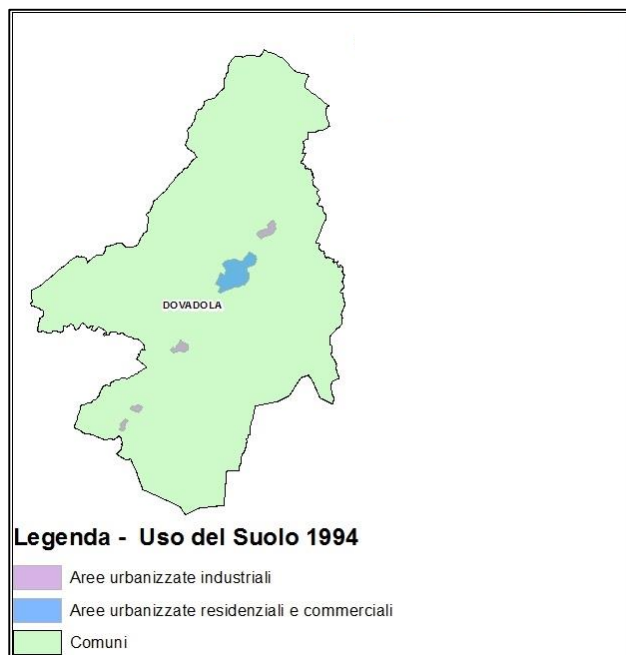 DOVADOLA
Legenda - Uso del Suolo 1994
Aree urbanizzate industriali
Aree urbanizzate residenziali e commerciali
Comuni